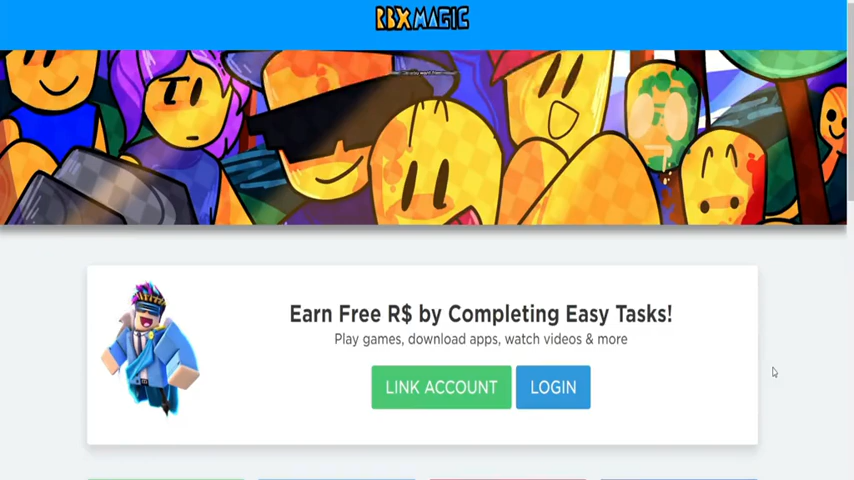 RBXMAGIC
Earn Free R$ by Completing Easy Tasks!
Play games, download apps, watch videos & more
LINK ACCOUNT
LOGIN